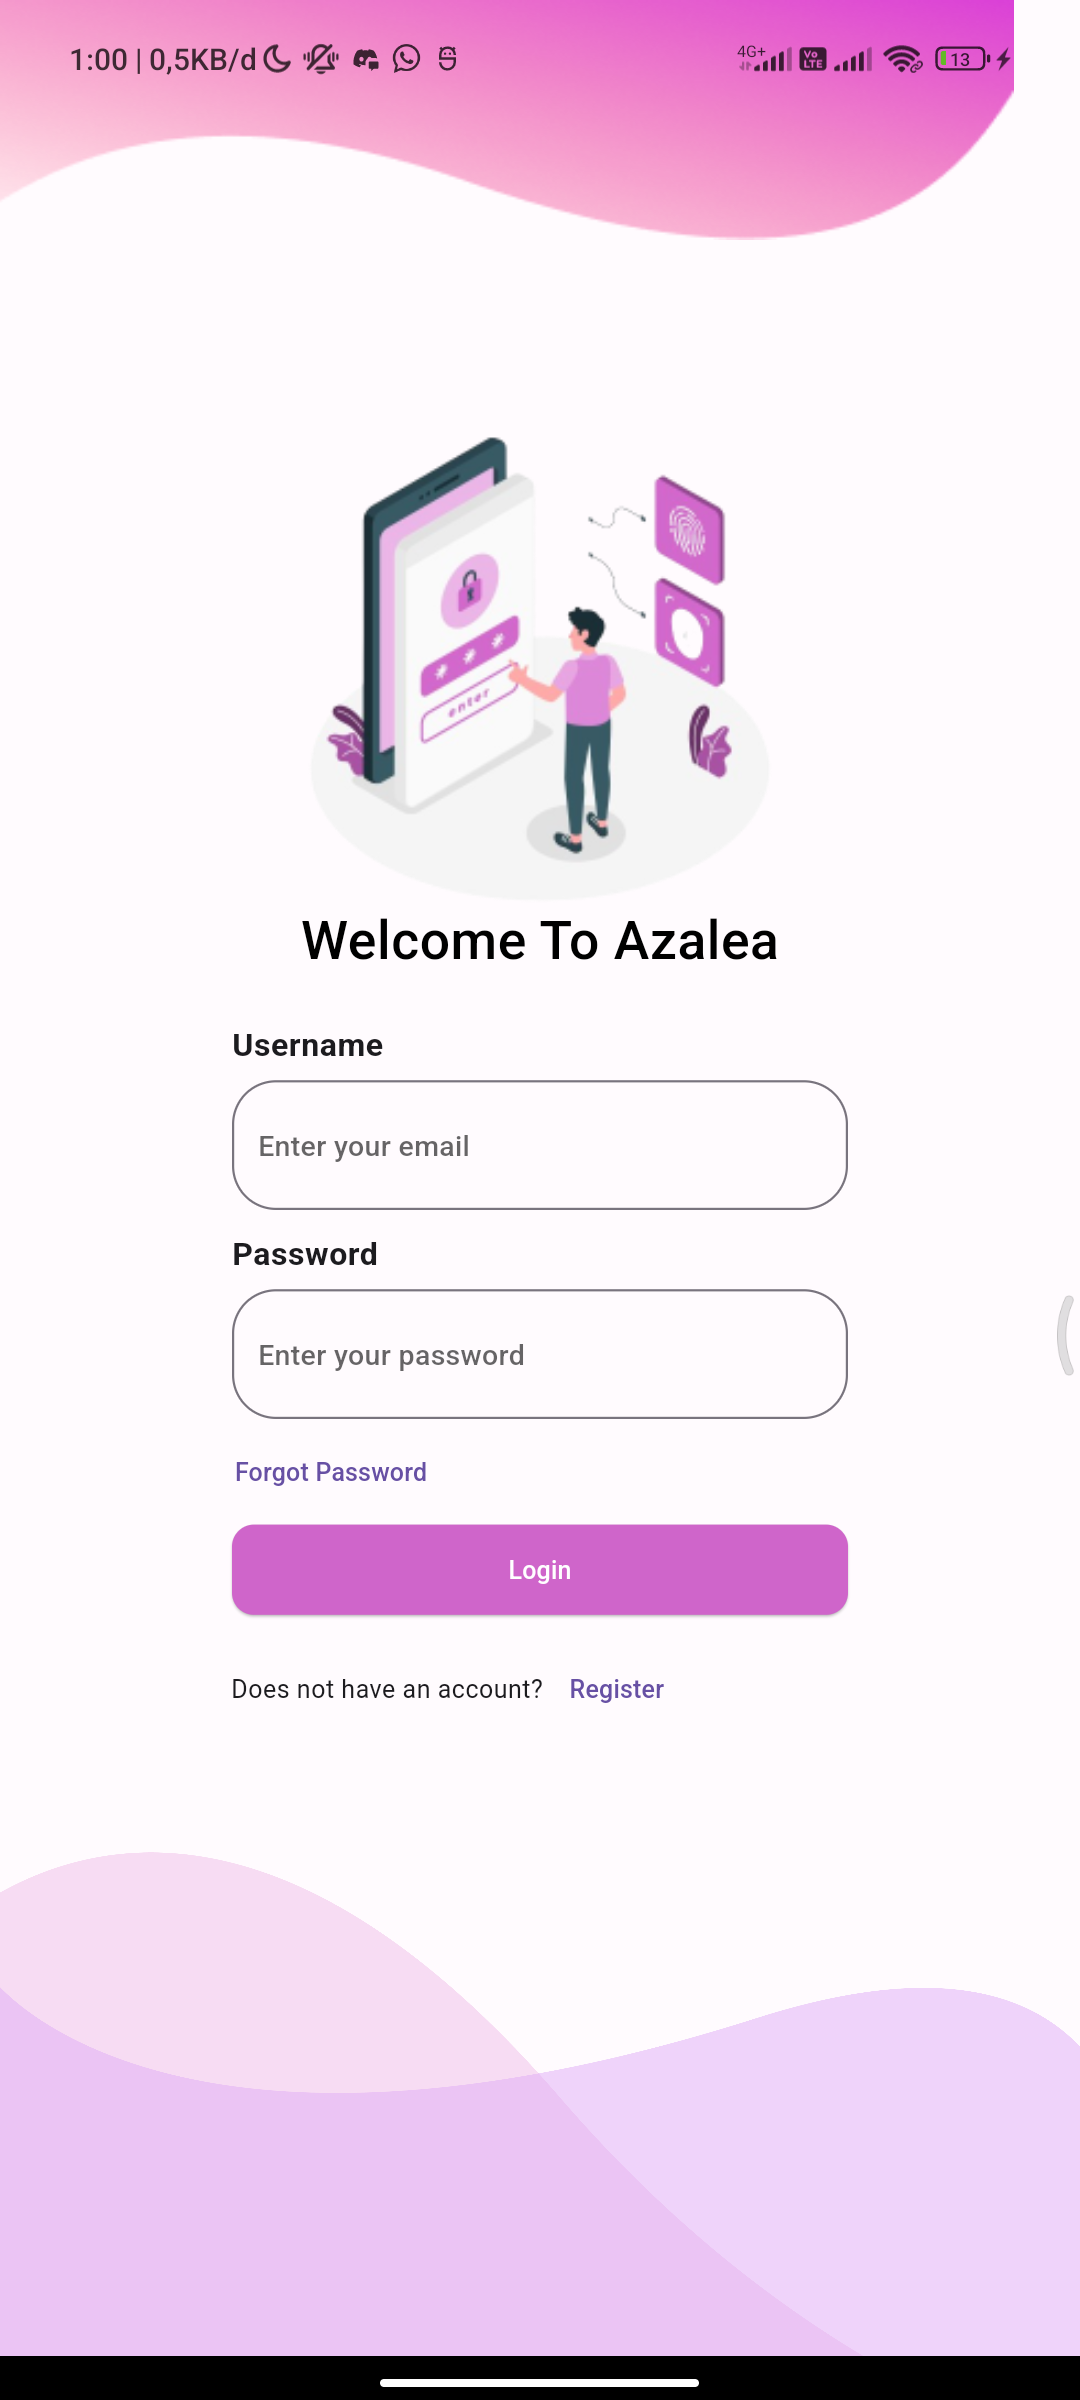 1:00 | 0,5KB/d 4G+ Vo LTE 13
* * *
enter
Welcome To Azalea
Username
Enter your email
Password
Enter your password
Forgot Password
Login
Does not have an account? Register